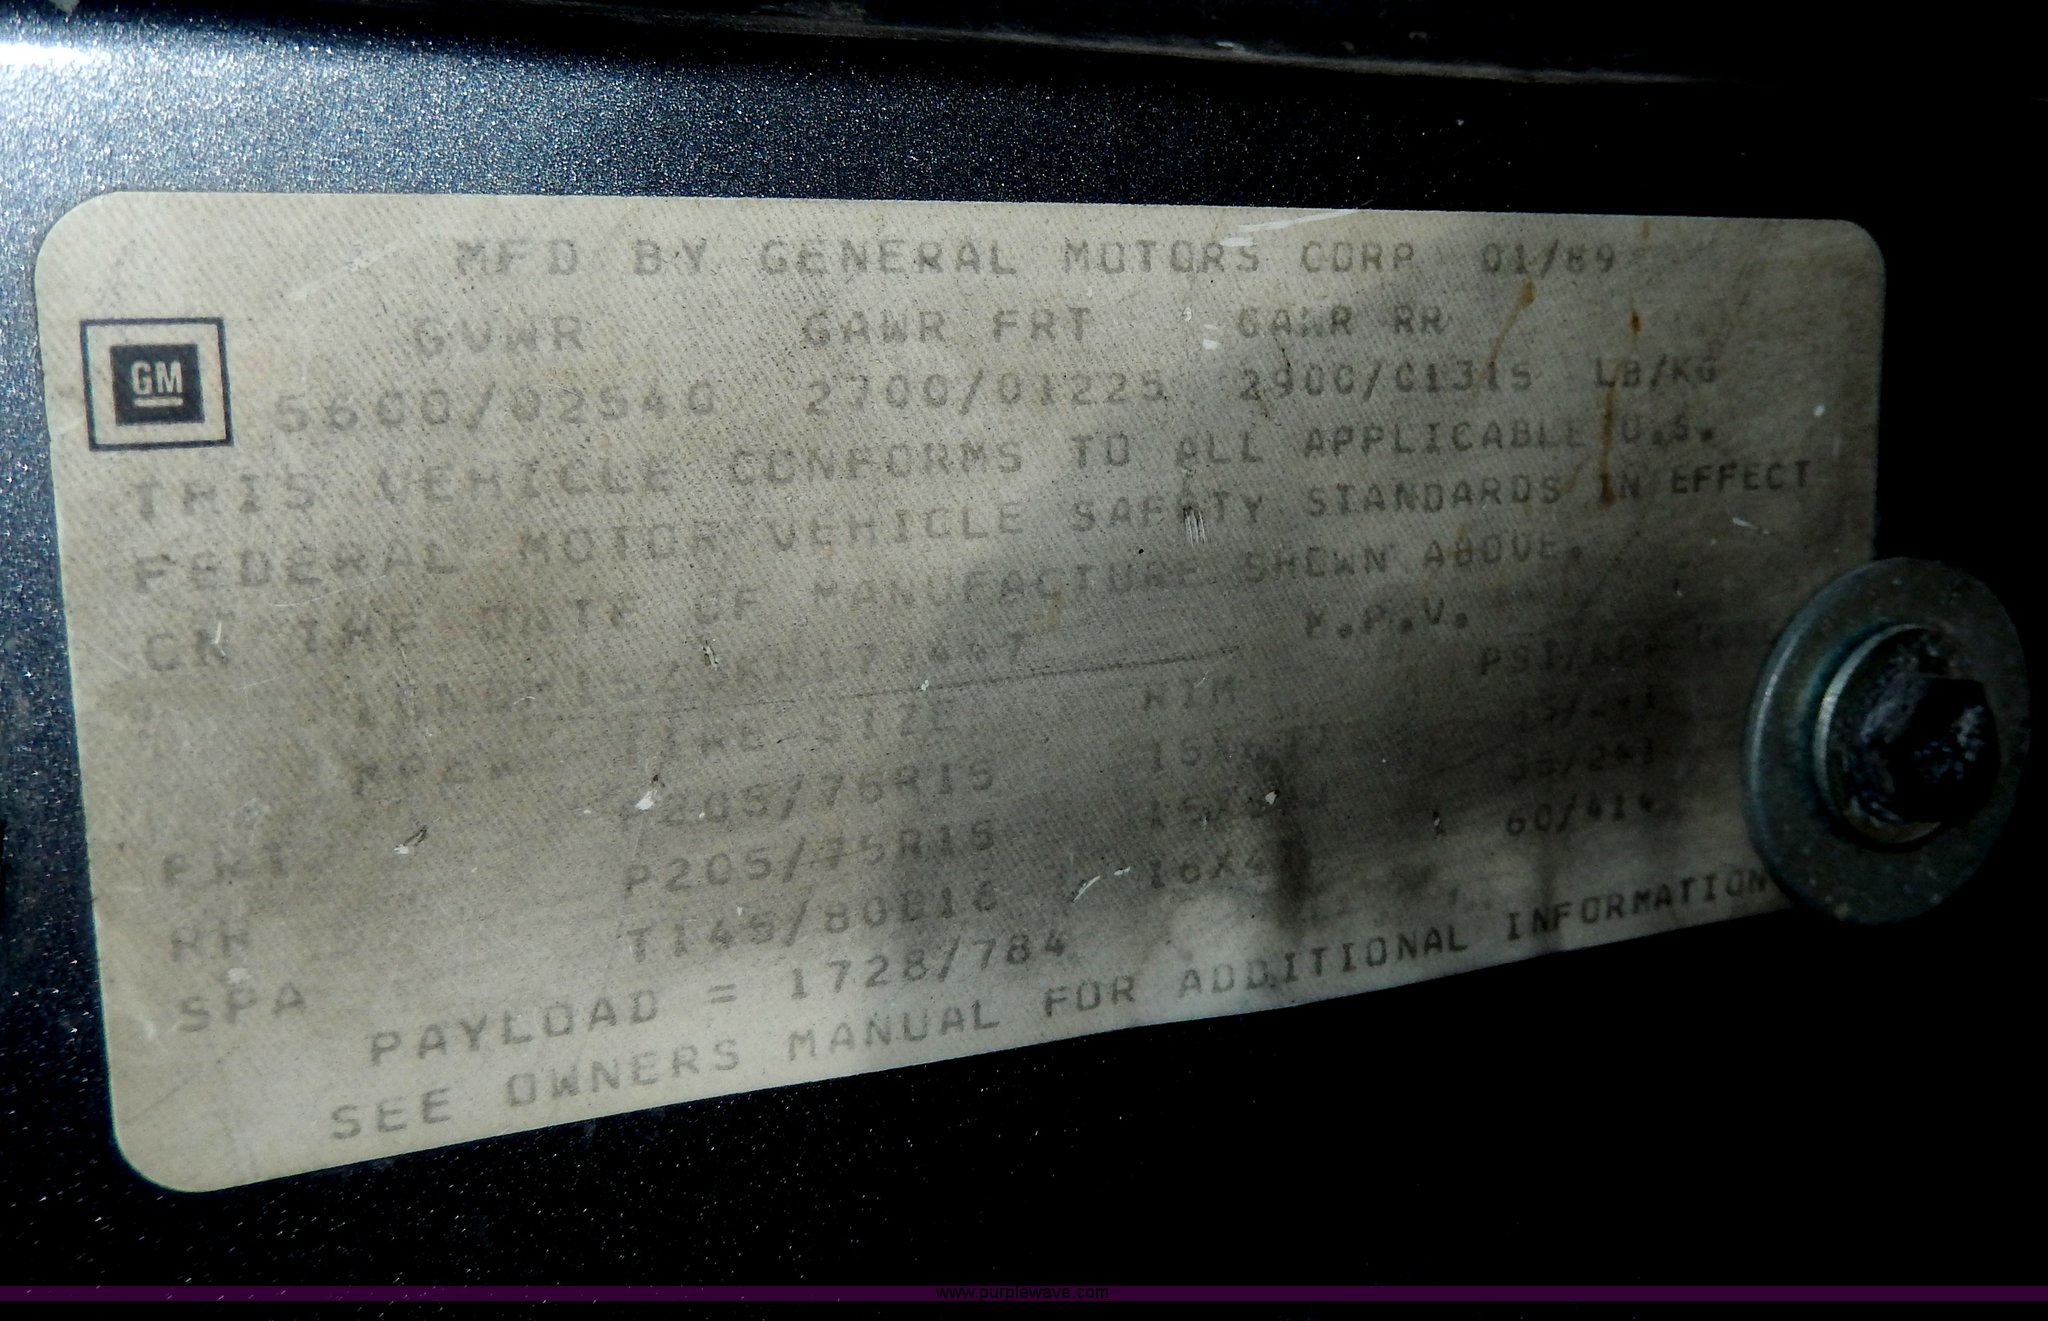 MFD BY GENERAL MOTORS CORP 01/89
GVWR GAWR FRT GAWR RR
GM
5600/02540 2700/01225 2900/01315 LB/KG
THIS VEHICLE CONFORMS TO ALL APPLICABLE U.S.
FEDERAL MOTOR VEHICLE SAFETY STANDARDS IN EFFECT
ON THE DATE OF MANUFACTURE SHOWN ABOVE.
M.P.V.
TIRE SIZE RIM
FRT P205/75R15
RR P205/75R15
SPA 60/414
PAYLOAD = 1728/784
SEE OWNERS MANUAL FOR ADDITIONAL INFORMATION
www.purplewave.com